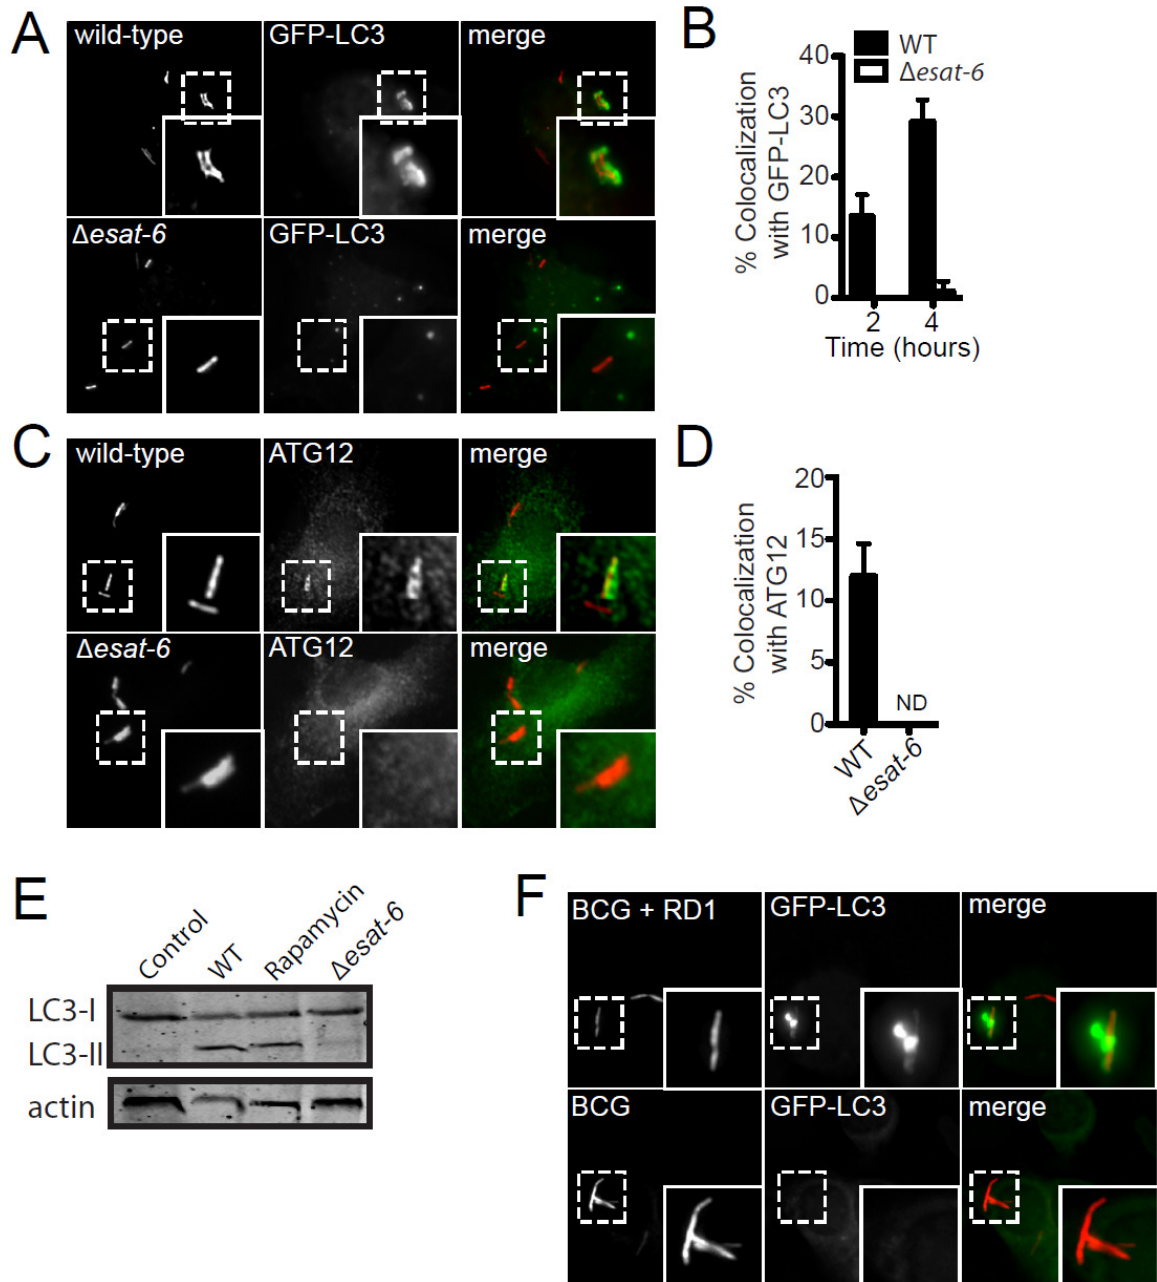 A
wild-type GFP-LC3 merge
Δesat-6 GFP-LC3 merge
B
WT
Δesat-6
% Colocalization
with GFP-LC3
40
30
20
10
0
2 4
Time (hours)
C
wild-type ATG12 merge
Δesat-6 ATG12 merge
D
% Colocalization
with ATG12
20
15
10
5
0
ND
WT
Δesat-6
E
Control WT Rapamycin Δesat-6
LC3-I
LC3-II
actin
F
BCG + RD1 GFP-LC3 merge
BCG GFP-LC3 merge